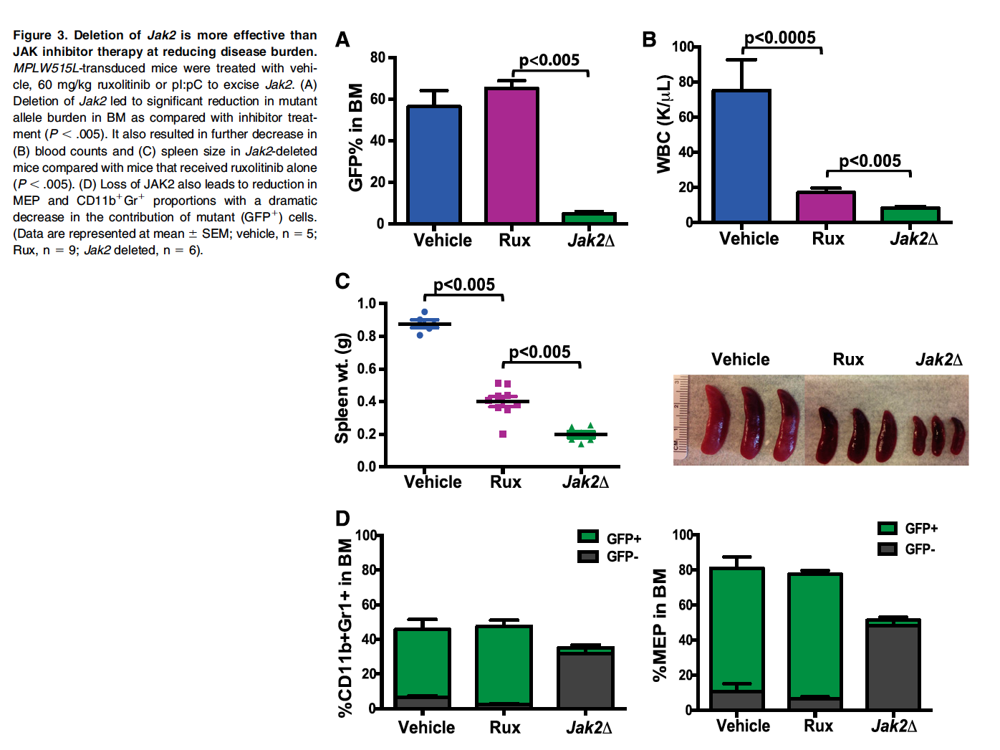 Figure 3. Deletion of Jak2 is more effective than
JAK inhibitor therapy at reducing disease burden.
MPLW515L-transduced mice were treated with vehi-
cle, 60 mg/kg ruxolitinib or pI:pC to excise Jak2. (A)
Deletion of Jak2 led to significant reduction in mutant
allele burden in BM as compared with inhibitor treat-
ment (P < .005). It also resulted in further decrease in
(B) blood counts and (C) spleen size in Jak2-deleted
mice compared with mice that received ruxolitinib alone
(P < .005). (D) Loss of JAK2 also leads to reduction in
MEP and CD11b+Gr+ proportions with a dramatic
decrease in the contribution of mutant (GFP+) cells.
(Data are represented at mean ± SEM; vehicle, n = 5;
Rux, n = 9; Jak2 deleted, n = 6).
A
GFP% in BM
80
60
40
20
0
p<0.005
Vehicle Rux Jak2Δ
B
WBC (K/μL)
100
80
60
40
20
0
p<0.0005
p<0.005
Vehicle Rux Jak2Δ
C
Spleen wt. (g)
1.0
0.8
0.6
0.4
0.2
0.0
p<0.005
p<0.005
Vehicle Rux Jak2Δ
Vehicle Rux Jak2Δ
3
2
1
CM
D
%CD11b+Gr1+ in BM
100
80
60
40
20
0
GFP+
GFP-
Vehicle Rux Jak2Δ
%MEP in BM
100
80
60
40
20
0
GFP+
GFP-
Vehicle Rux Jak2Δ